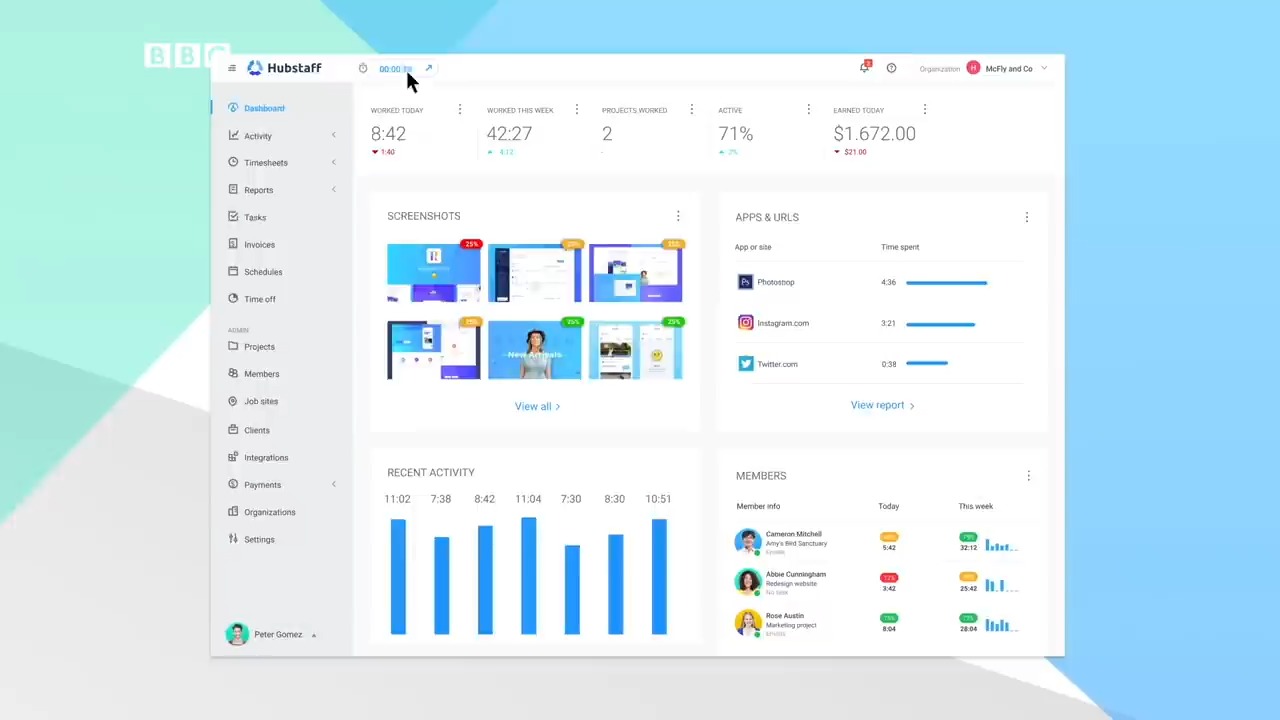 BBC
Hubstaff
00:00
2
Organization
H
McFly and Co
Dashboard
Activity
Timesheets
Reports
Tasks
Invoices
Schedules
Time off
ADMIN
Projects
Members
Job sites
Clients
Integrations
Payments
Organizations
Settings
Peter Gomez
WORKED TODAY
8:42
1:40
WORKED THIS WEEK
42:27
4:12
PROJECTS WORKED
2
-
ACTIVE
71%
2%
EARNED TODAY
$1.672.00
$21.00
SCREENSHOTS
25%
New Arrivals
75%
25%
View all >
APPS & URLS
App or site
Time spent
Ps
Photoshop
4:36
Instagram.com
3:21
Twitter.com
0:38
View report >
RECENT ACTIVITY
11:02 7:38 8:42 11:04 7:30 8:30 10:51
MEMBERS
Member info
Today
This week
Cameron Mitchell
Amy's Bird Sanctuary
5:42
32:12
Abbie Cunningham
Redesign website
3:42
25:42
Rose Austin
Marketing project
8:04
28:04